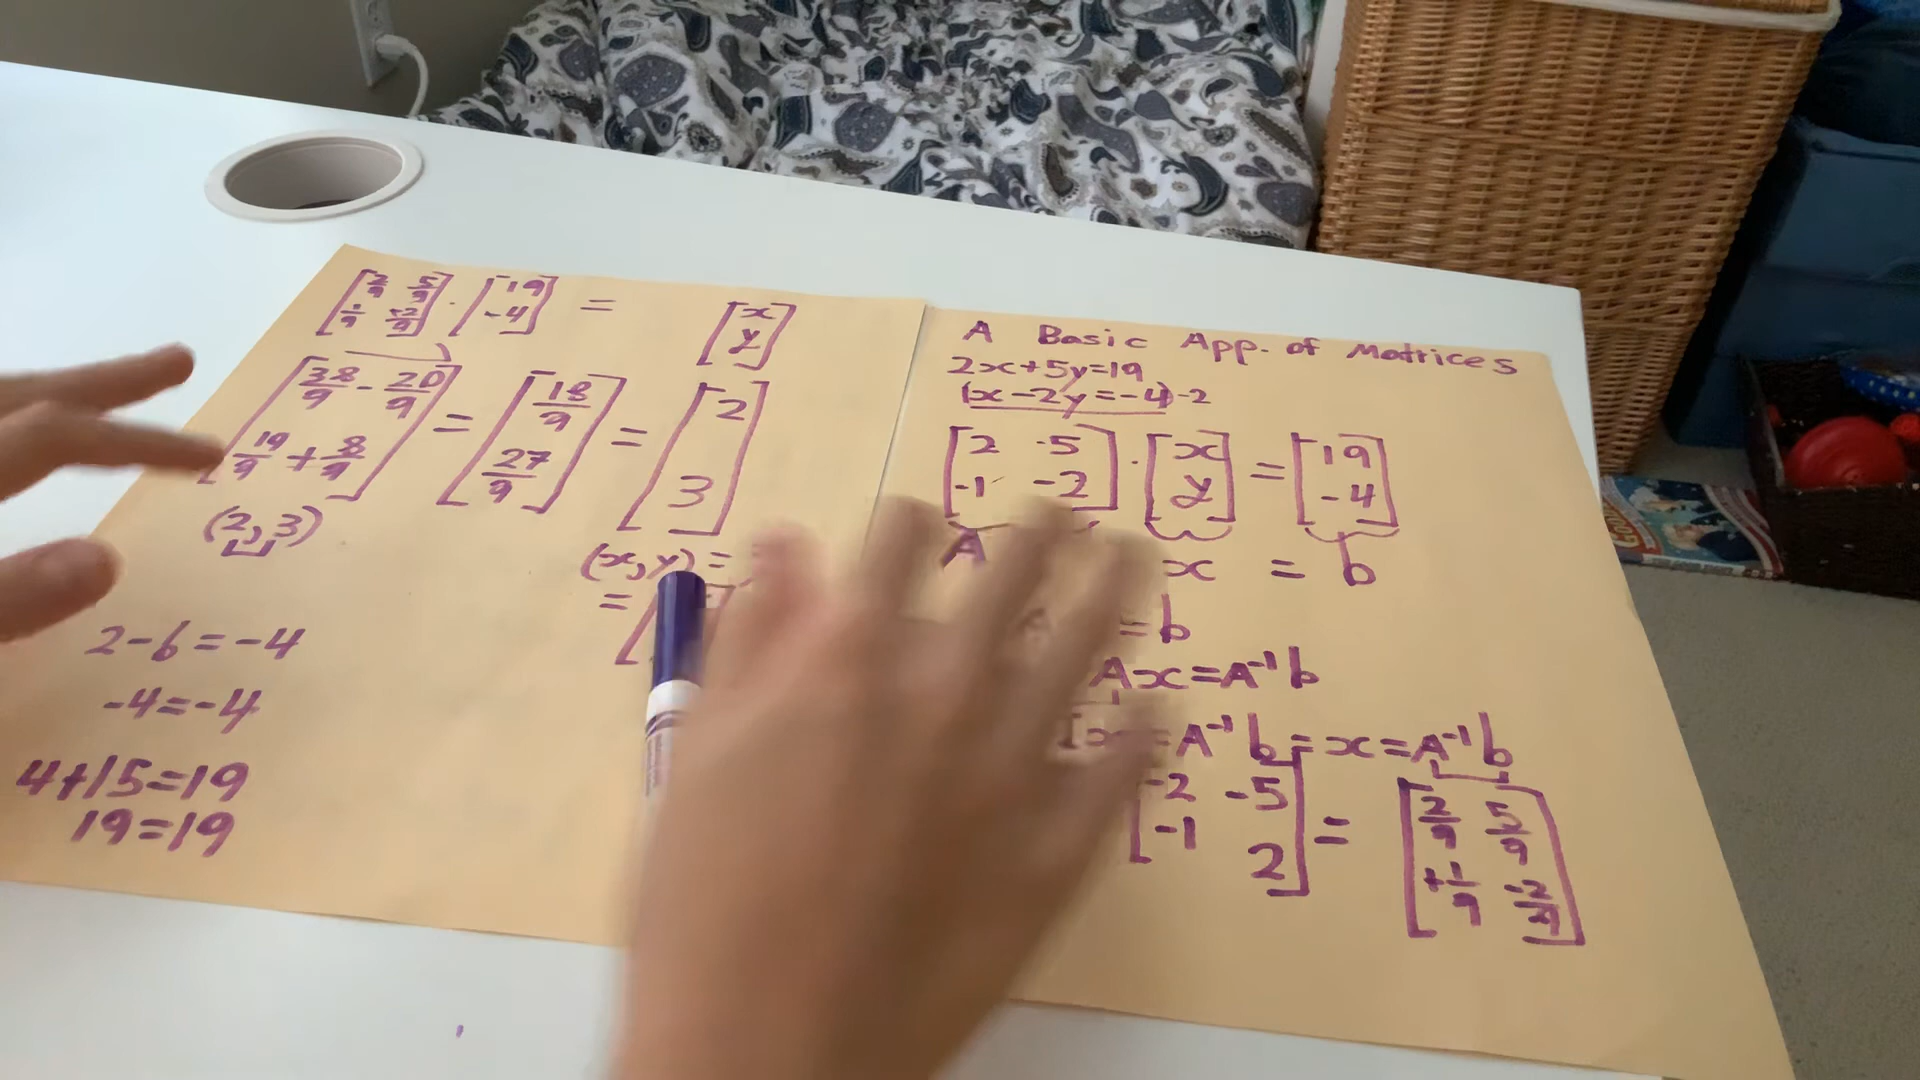 [2/9 5/9; 1/9 -2/9] · [19; -4] = [x; y]
[38/9 - 20/9; 19/9 + 8/9] = [18/9; 27/9] = [2; 3]
(2, 3)
(x, y) =
=
2-6=-4
-4=-4
4+15=19
19=19
A Basic App. of Matrices
2x+5y=19
(x-2y=-4)·-2
[2 5; -1 -2] · [x; y] = [19; -4]
A x = b
=b
Ax=A⁻¹b
Ix=A⁻¹b=x=A⁻¹b
[-2 -5; -1 2] = [2/9 5/9; +1/9 -2/9]